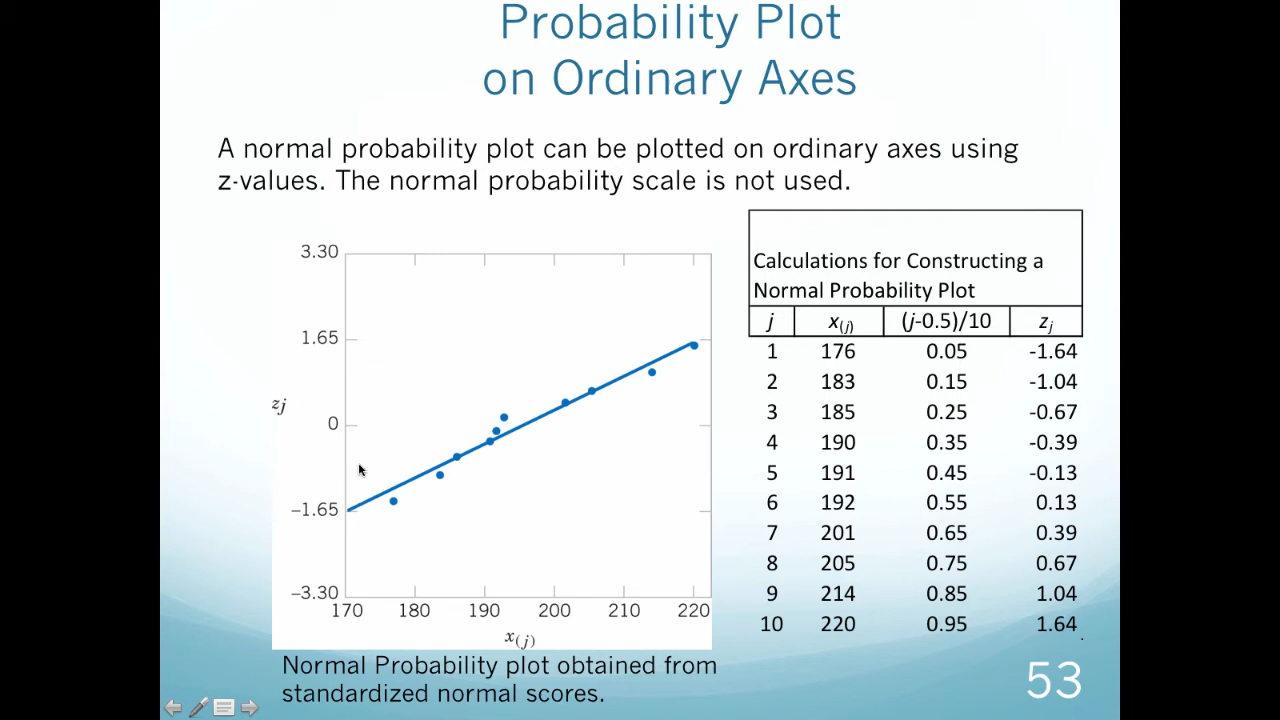 Probability Plot
on Ordinary Axes
A normal probability plot can be plotted on ordinary axes using
z-values. The normal probability scale is not used.
3.30
1.65
0
−1.65
−3.30
zj
170 180 190 200 210 220
x(j)
Normal Probability plot obtained from
standardized normal scores.
Calculations for Constructing a
Normal Probability Plot
j x(j) (j-0.5)/10 zj
1 176 0.05 -1.64
2 183 0.15 -1.04
3 185 0.25 -0.67
4 190 0.35 -0.39
5 191 0.45 -0.13
6 192 0.55 0.13
7 201 0.65 0.39
8 205 0.75 0.67
9 214 0.85 1.04
10 220 0.95 1.64
.
53